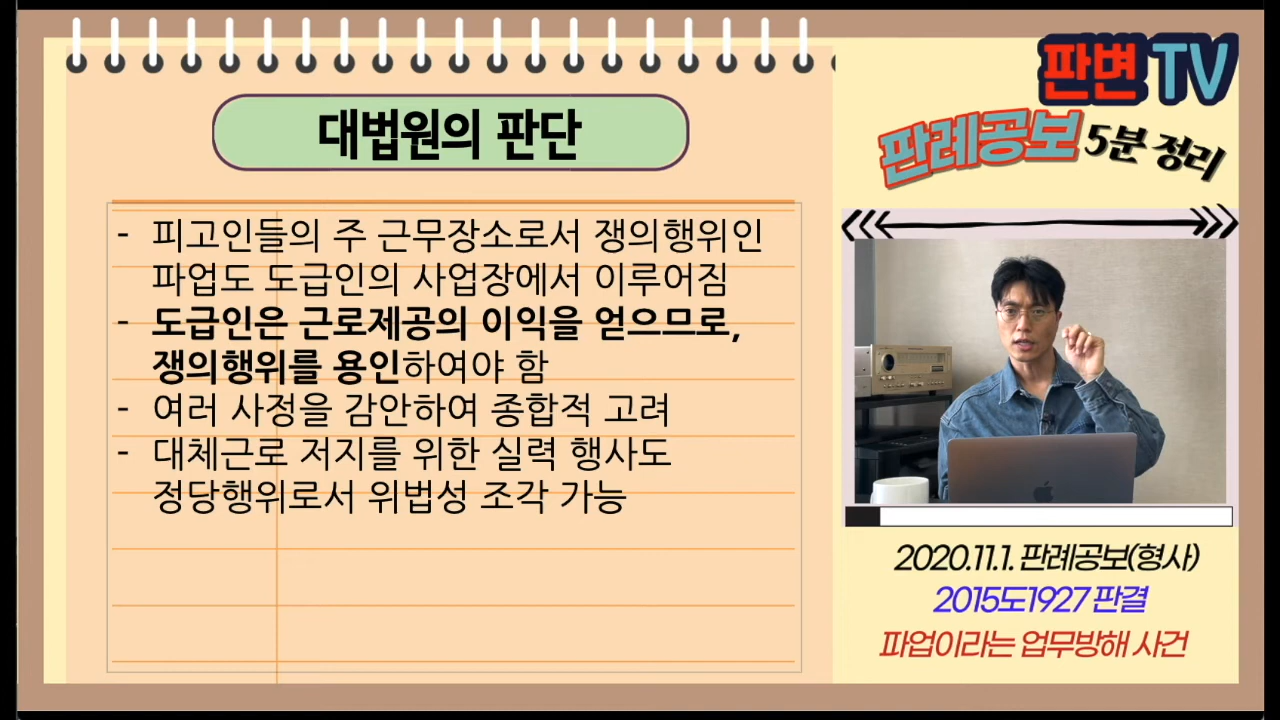 대법원의 판단
- 피고인들의 주 근무장소로서 쟁의행위인
파업도 도급인의 사업장에서 이루어짐
- 도급인은 근로제공의 이익을 얻으므로,
쟁의행위를 용인하여야 함
- 여러 사정을 감안하여 종합적 고려
- 대체근로 저지를 위한 실력 행사도
정당행위로서 위법성 조각 가능
판변 TV
판례공보 5분 정리
2020.11.1. 판례공보(형사)
2015도1927 판결
파업이라는 업무방해 사건